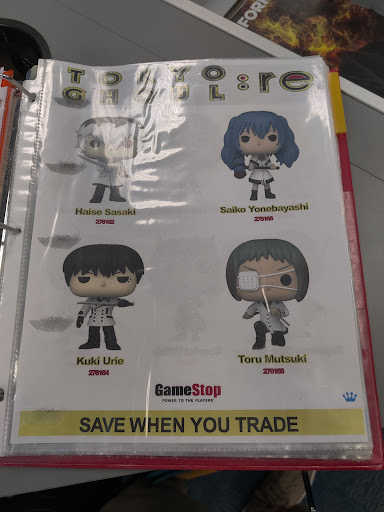 TOKYO
GHOUL:re
Haise Sasaki
276162
Saiko Yonebayashi
276166
Kuki Urie
276164
Toru Mutsuki
276168
GameStop
POWER TO THE PLAYERS
SAVE WHEN YOU TRADE
FOR